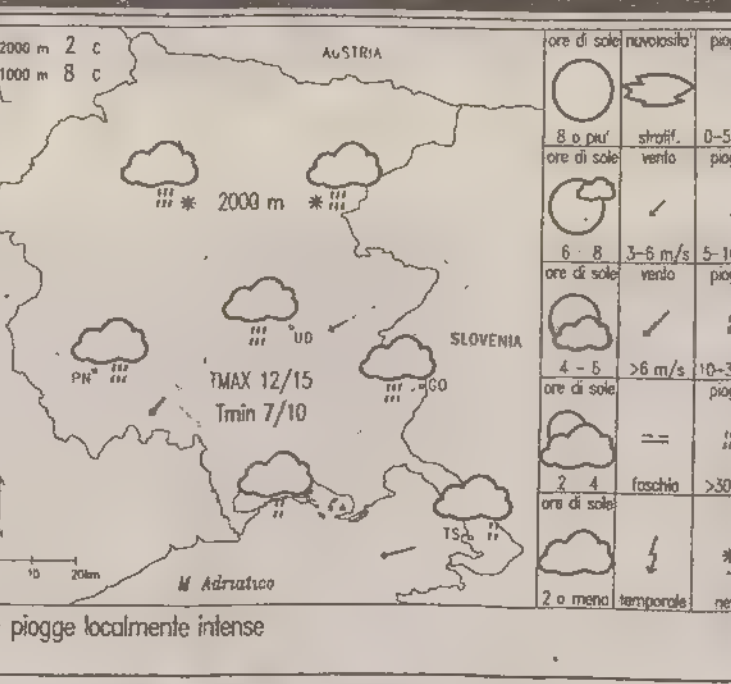 2000 m 2 c
1000 m 8 c
AUSTRIA
2000 m
UD
SLOVENIA
PN
GO
TMAX 12/15
Tmin 7/10
TS
10 20km
M Adriatico
piogge localmente intense
ore di sole nuvolosita'
8 o piu' stratif. 0-5
ore di sole vento
6 - 8 3-6 m/s
ore di sole vento
4 - 6 >6 m/s
ore di sole
2 4 foschia >30
ore di sole
2 o meno temporale